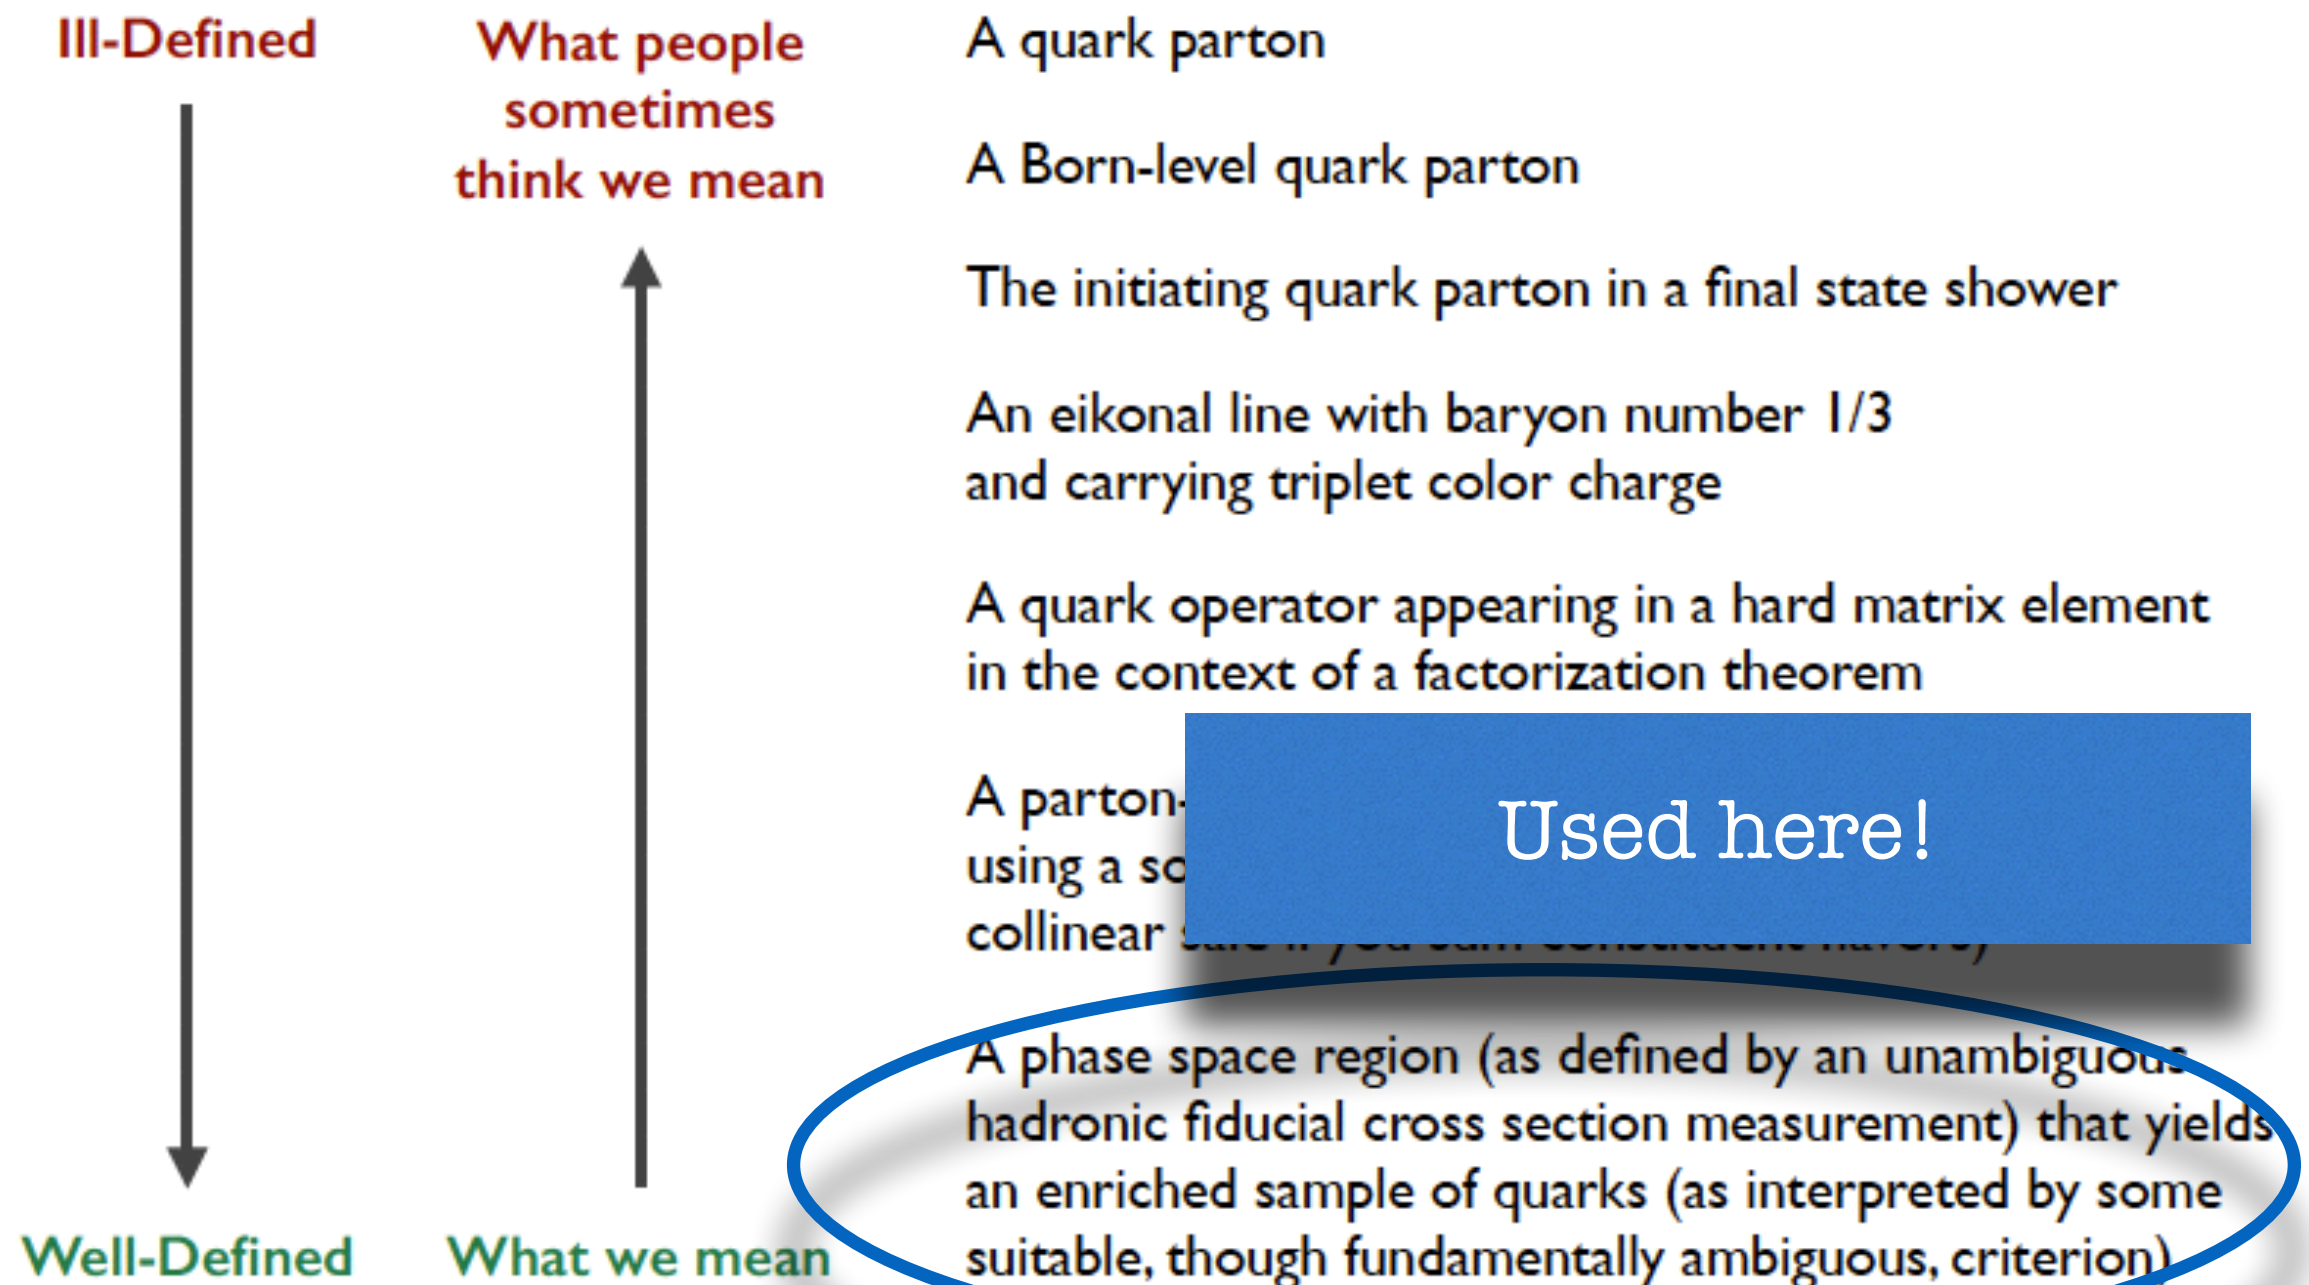 Ill-Defined
What people
sometimes
think we mean
A quark parton
A Born-level quark parton
The initiating quark parton in a final state shower
An eikonal line with baryon number 1/3
and carrying triplet color charge
A quark operator appearing in a hard matrix element
in the context of a factorization theorem
A parton-
using a so
collinear
Used here!
A phase space region (as defined by an unambiguous
hadronic fiducial cross section measurement) that yields
an enriched sample of quarks (as interpreted by some
suitable, though fundamentally ambiguous, criterion)
Well-Defined
What we mean